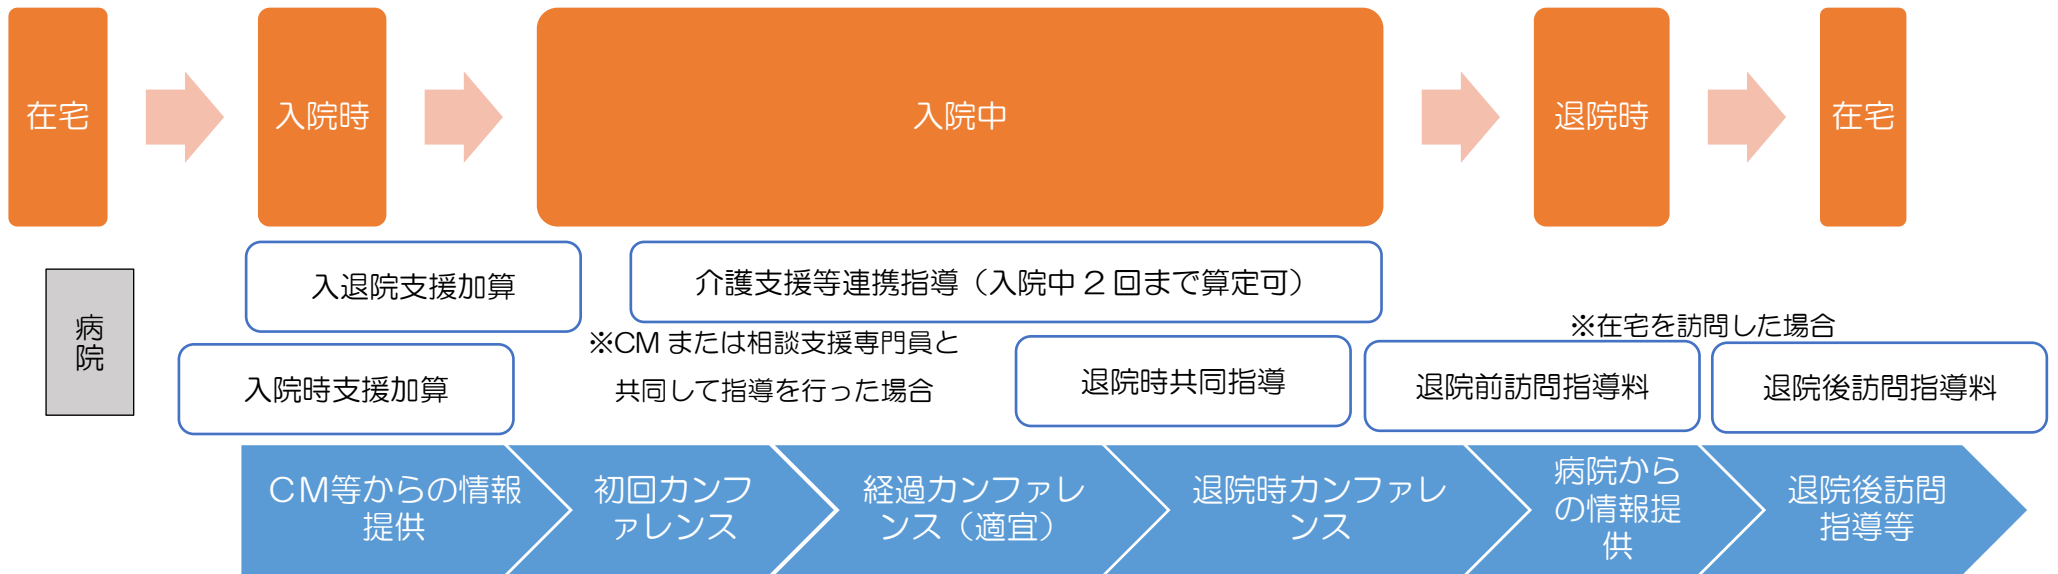 在宅
入院時
入院中
退院時
在宅
病
院
入退院支援加算
介護支援等連携指導（入院中２回まで算定可）
※CM または相談支援専門員と
共同して指導を行った場合
※在宅を訪問した場合
入院時支援加算
退院時共同指導
退院前訪問指導料
退院後訪問指導料
ＣＭ等からの情報
提供
初回カンフ
ァレンス
経過カンファレ
ンス（適宜）
退院時カンファレ
ンス
病院から
の情報提
供
退院後訪問
指導等